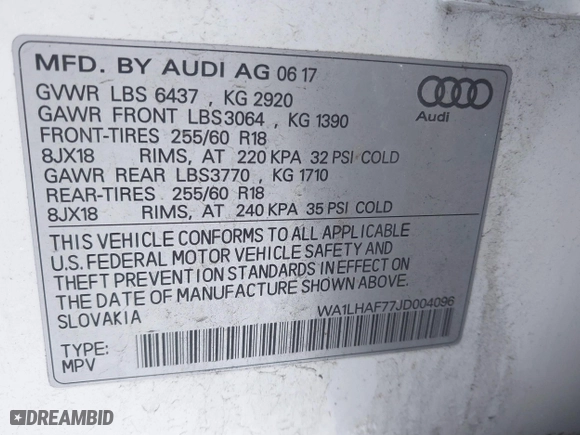 MFD. BY AUDI AG 06 17
GVWR LBS 6437 , KG 2920
GAWR FRONT LBS3064 , KG 1390
FRONT-TIRES 255/60 R18
8JX18 RIMS, AT 220 KPA 32 PSI COLD
GAWR REAR LBS3770 , KG 1710
REAR-TIRES 255/60 R18
8JX18 RIMS, AT 240 KPA 35 PSI COLD
THIS VEHICLE CONFORMS TO ALL APPLICABLE
U.S. FEDERAL MOTOR VEHICLE SAFETY AND
THEFT PREVENTION STANDARDS IN EFFECT ON
THE DATE OF MANUFACTURE SHOWN ABOVE.
SLOVAKIA
WA1LHAF77JD004096
TYPE:
MPV
Audi
DREAMBID